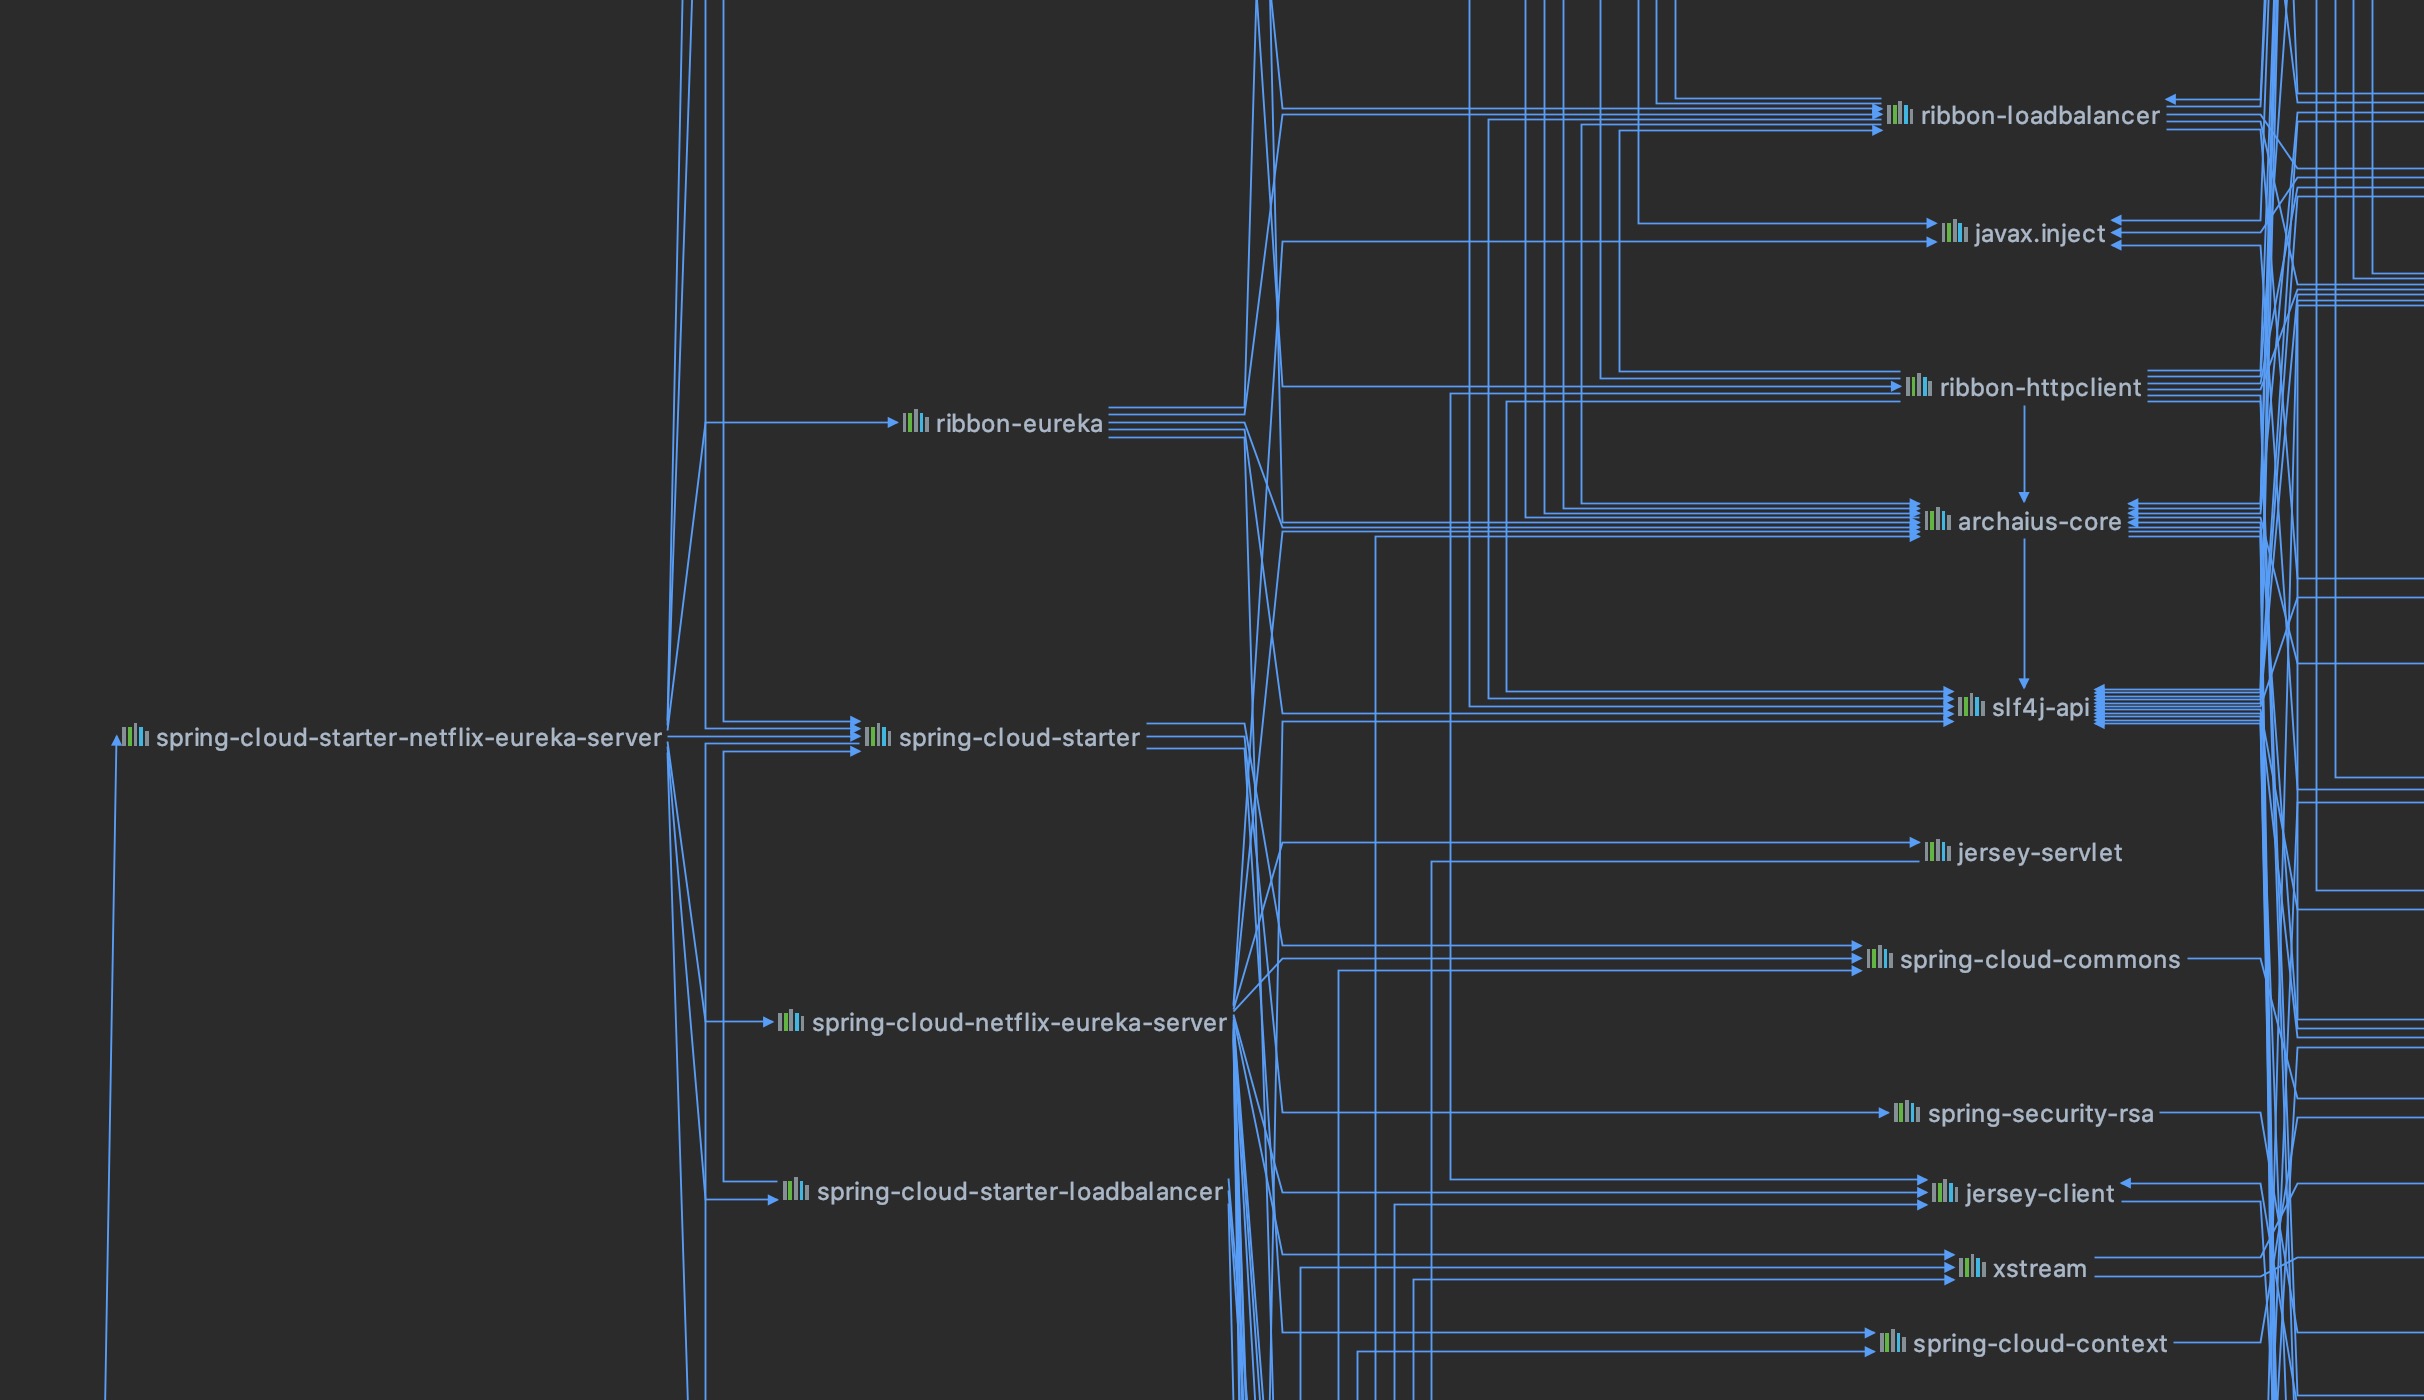 ribbon-loadbalancer
javax.inject
ribbon-httpclient
ribbon-eureka
archaius-core
slf4j-api
spring-cloud-starter-netflix-eureka-server
spring-cloud-starter
jersey-servlet
spring-cloud-commons
spring-cloud-netflix-eureka-server
spring-security-rsa
spring-cloud-starter-loadbalancer
jersey-client
xstream
spring-cloud-context